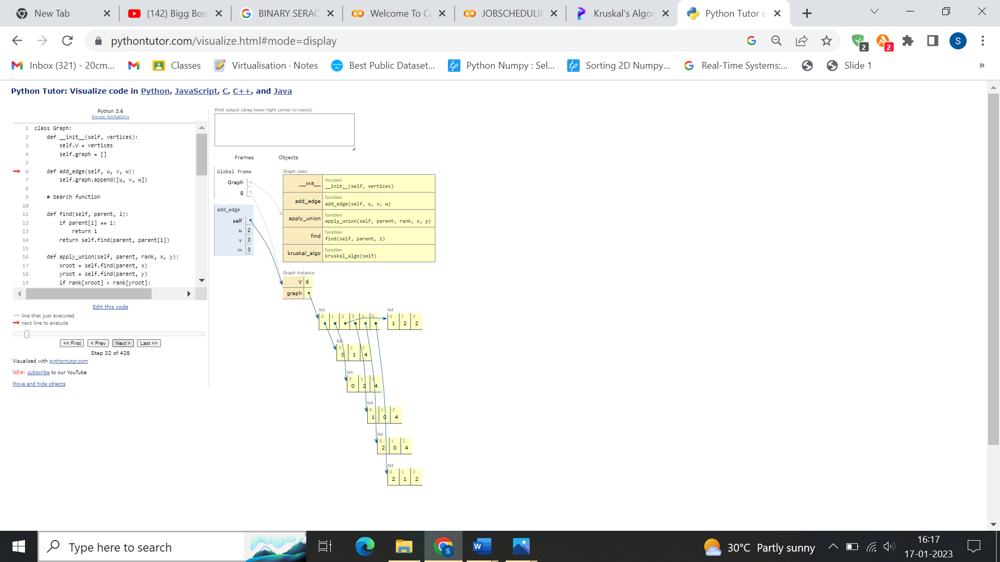 New Tab
(142) Bigg Boss
BINARY SERAC
Welcome To Co
JOBSCHEDULIN
Kruskal's Algor
Python Tutor c
pythontutor.com/visualize.html#mode=display
2
2
S
Inbox (321) - 20cm...
Classes
Virtualisation · Notes
Best Public Dataset...
tp
Python Numpy : Sel...
tp
Sorting 2D Numpy...
Real-Time Systems:...
Slide 1
»
Python Tutor: Visualize code in Python, JavaScript, C, C++, and Java
Python 3.6
known limitations
1 class Graph:
2 def __init__(self, vertices):
3 self.V = vertices
4 self.graph = []
5
6 def add_edge(self, u, v, w):
7 self.graph.append([u, v, w])
8
9 # Search function
10
11 def find(self, parent, i):
12 if parent[i] == i:
13 return i
14 return self.find(parent, parent[i])
15
16 def apply_union(self, parent, rank, x, y):
17 xroot = self.find(parent, x)
18 yroot = self.find(parent, y)
19 if rank[xroot] < rank[yroot]:
Edit this code
line that just executed
next line to execute
<< First
< Prev
Next >
Last >>
Step 32 of 428
Visualized with pythontutor.com
NEW: subscribe to our YouTube
Move and hide objects
Print output (drag lower right corner to resize)
Frames
Objects
Global frame
Graph
g
add_edge
self
u 2
v 3
w 3
Graph class
__init__
function
__init__(self, vertices)
add_edge
function
add_edge(self, u, v, w)
apply_union
function
apply_union(self, parent, rank, x, y)
find
function
find(self, parent, i)
kruskal_algo
function
kruskal_algo(self)
Graph instance
V 6
graph
list
0 1 2 3 4 5
list
0 1 2
1 2 2
list
0 1 2
0 1 4
list
0 1 2
0 2 4
list
0 1 2
1 0 4
list
0 1 2
2 0 4
list
0 1 2
2 1 2
Type here to search
S
W
30°C Partly sunny
16:17
17-01-2023